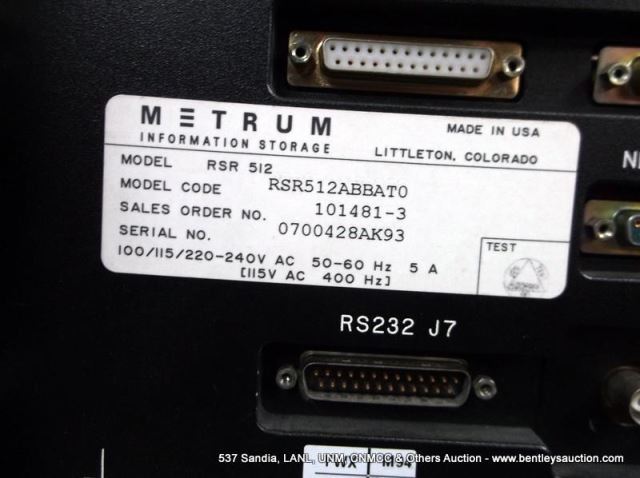 METRUM
INFORMATION STORAGE
MADE IN USA
LITTLETON, COLORADO
MODEL RSR 512
MODEL CODE RSR512ABBAT0
SALES ORDER NO. 101481-3
SERIAL NO. 0700428AK93
100/115/220-240V AC 50-60 Hz 5 A
[115V AC 400 Hz]
TEST
RS232 J7
PWX M94
537 Sandia, LANL, UNM, CNMCC & Others Auction - www.bentleysauction.com